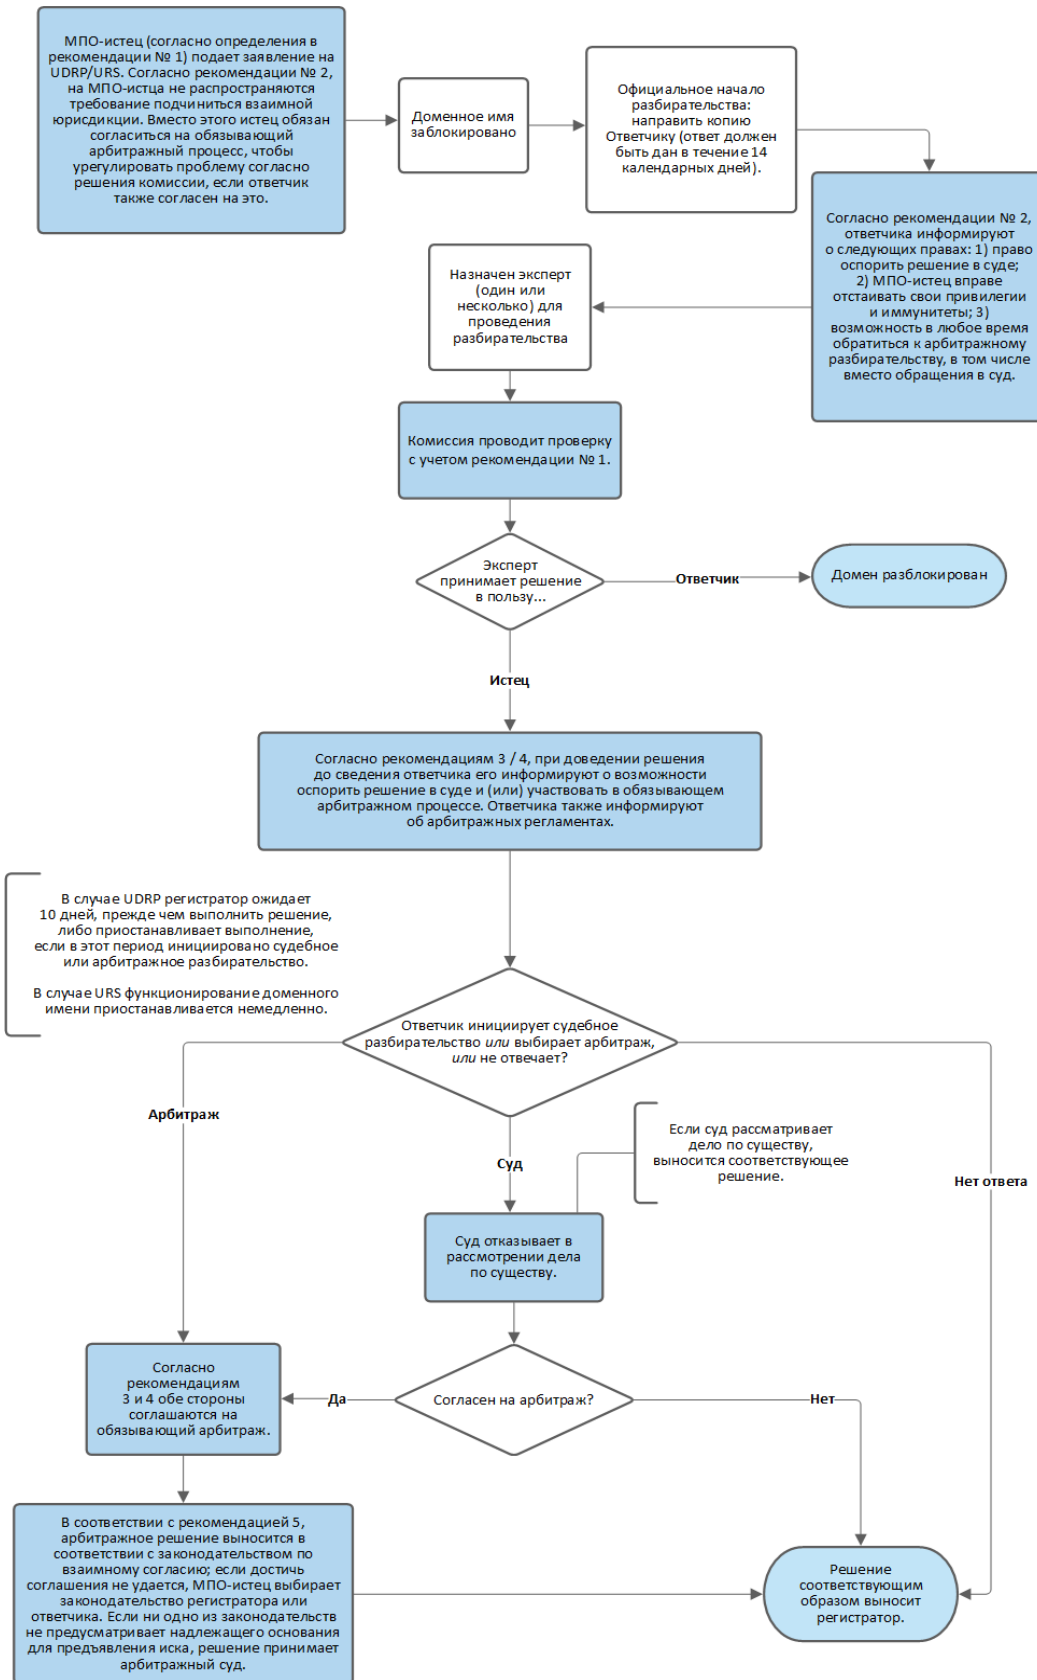 МПО-истец (согласно определения в
рекомендации № 1) подает заявление на
UDRP/URS. Согласно рекомендации № 2,
на МПО-истца не распространяются
требование подчиниться взаимной
юрисдикции. Вместо этого истец обязан
согласиться на обязывающий
арбитражный процесс, чтобы
урегулировать проблему согласно
решения комиссии, если ответчик
также согласен на это.
Доменное имя
заблокировано
Официальное начало
разбирательства:
направить копию
Ответчику (ответ должен
быть дан в течение 14
календарных дней).
Согласно рекомендации № 2,
ответчика информируют
о следующих правах: 1) право
оспорить решение в суде;
2) МПО-истец вправе
отстаивать свои привилегии
и иммунитеты; 3)
возможность в любое время
обратиться к арбитражному
разбирательству, в том числе
вместо обращения в суд.
Назначен эксперт
(один или
несколько) для
проведения
разбирательства
Комиссия проводит проверку
с учетом рекомендации № 1.
Эксперт
принимает решение
в пользу...
Ответчик
Домен разблокирован
Истец
Согласно рекомендациям 3 / 4, при доведении решения
до сведения ответчика его информируют о возможности
оспорить решение в суде и (или) участвовать в обязывающем
арбитражном процессе. Ответчика также информируют
об арбитражных регламентах.
В случае UDRP регистратор ожидает
10 дней, прежде чем выполнить решение,
либо приостанавливает выполнение,
если в этот период инициировано судебное
или арбитражное разбирательство.
В случае URS функционирование доменного
имени приостанавливается немедленно.
Ответчик инициирует судебное
разбирательство или выбирает арбитраж,
или не отвечает?
Арбитраж
Суд
Если суд рассматривает
дело по существу,
выносится соответствующее
решение.
Нет ответа
Суд отказывает в
рассмотрении дела
по существу.
Согласно
рекомендациям
3 и 4 обе стороны
соглашаются на
обязывающий арбитраж.
Да
Согласен на арбитраж?
Нет
В соответствии с рекомендацией 5,
арбитражное решение выносится в
соответствии с законодательством по
взаимному согласию; если достичь
соглашения не удается, МПО-истец выбирает
законодательство регистратора или
ответчика. Если ни одно из законодательств
не предусматривает надлежащего основания
для предъявления иска, решение принимает
арбитражный суд.
Решение
соответствующим
образом выносит
регистратор.